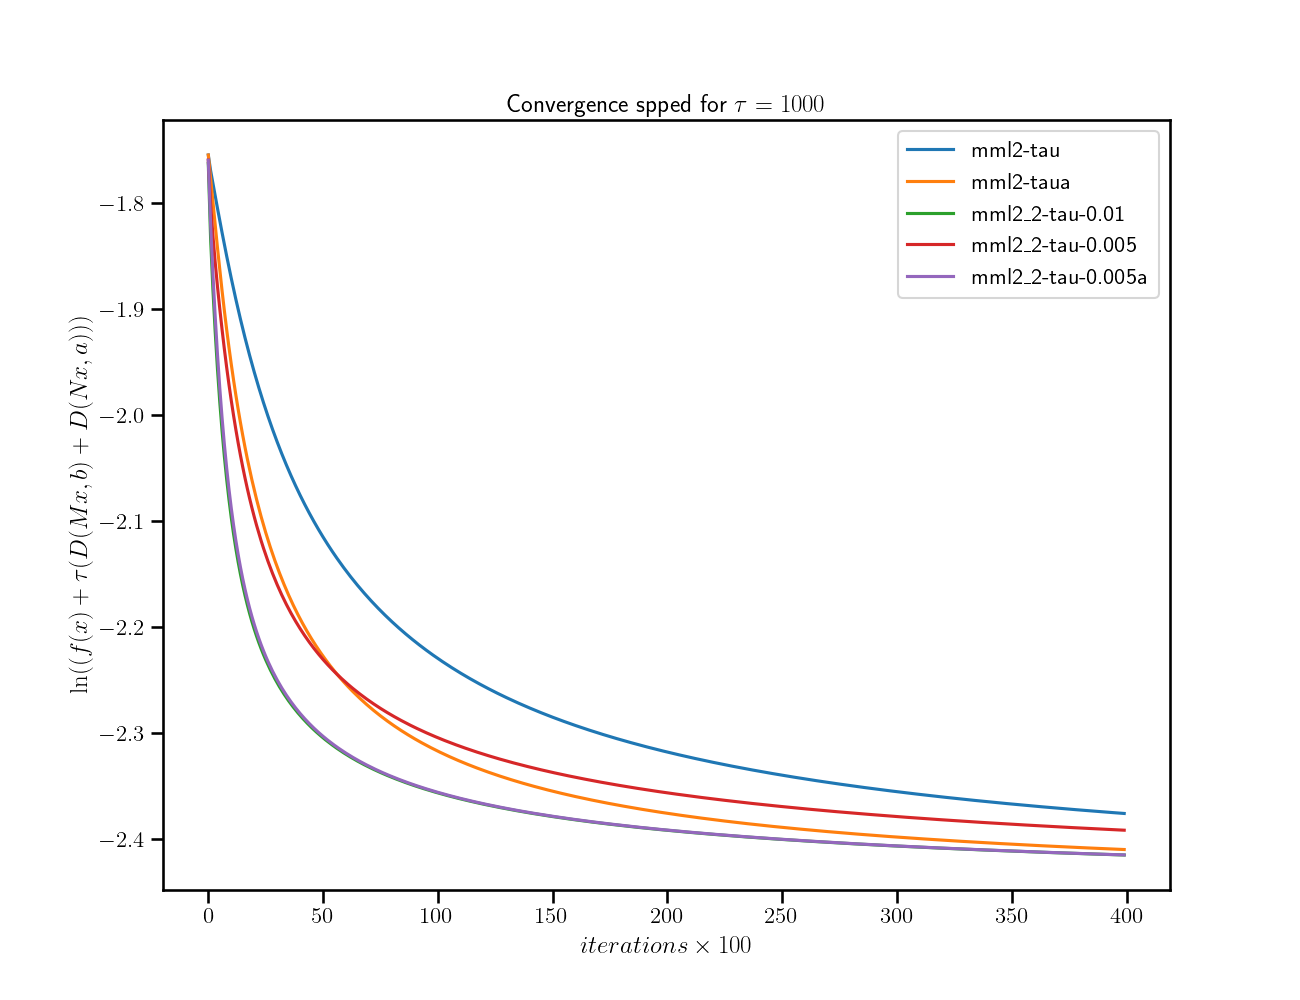 Convergence spped for τ = 1000
mml2-tau
mml2-taua
mml2_2-tau-0.01
mml2_2-tau-0.005
mml2_2-tau-0.005a
ln((f(x) + τ(D(Mx, b) + D(Nx, a)))
−1.8
−1.9
−2.0
−2.1
−2.2
−2.3
−2.4
0 50 100 150 200 250 300 350 400
iterations × 100